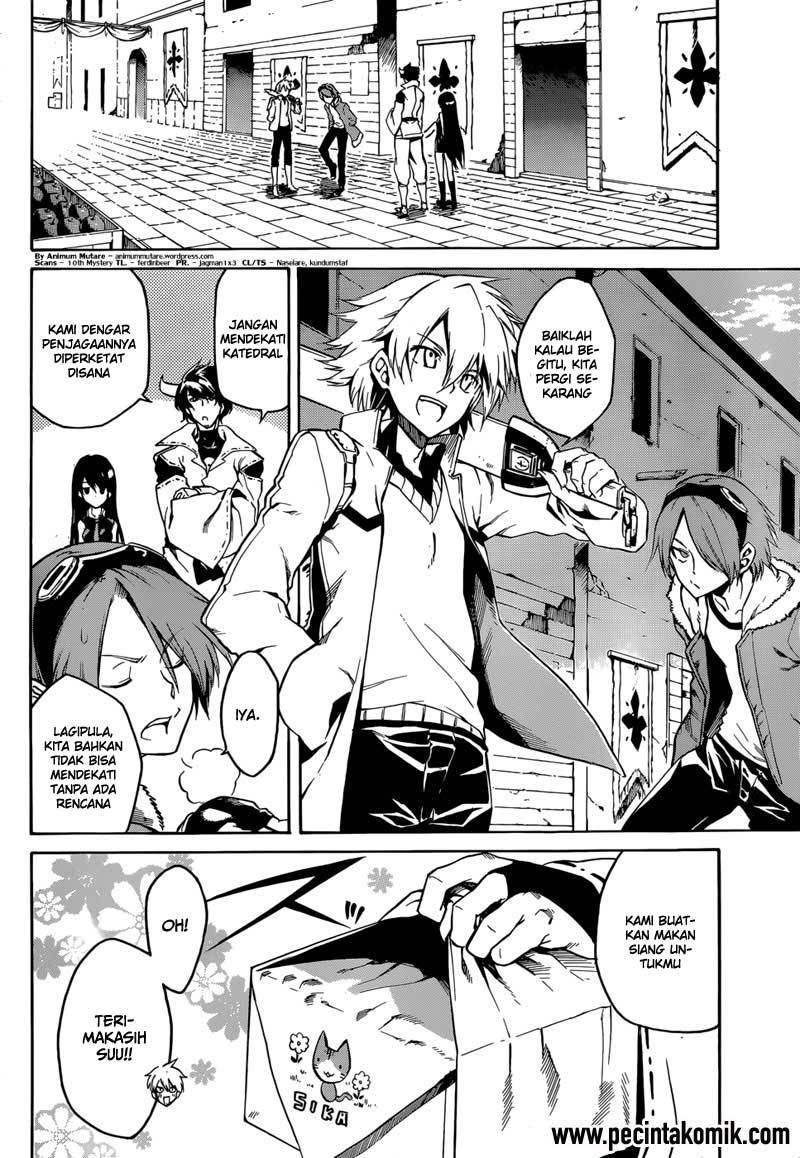 By Animum Mutare - animummutare.wordpress.com
Scans - 10th Mystery TL. - ferdinbeer PR. - jagman1x3 CL/TS - Naselare, kundumstaf
BAIKLAH
KALAU BE-
GITU, KITA
PERGI SE-
KARANG
JANGAN
MENDEKATI
KATEDRAL
KAMI DENGAR
PENJAGAANNYA
DIPERKETAT
DISANA
IYA.
LAGIPULA,
KITA BAHKAN
TIDAK BISA
MENDEKATI
TANPA ADA
RENCANA
KAMI BUAT-
KAN MAKAN
SIANG UN-
TUKMU
OH!
TERI-
MAKASIH
SUU!!
SIKA
www.pecintakomik.com